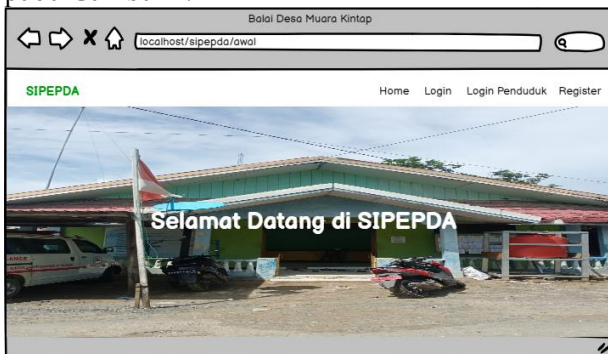 Balai Desa Muara Kintap
localhost/sipepda/awal
SIPEPDA Home Login Login Penduduk Register
Selamat Datang di SIPEPDA